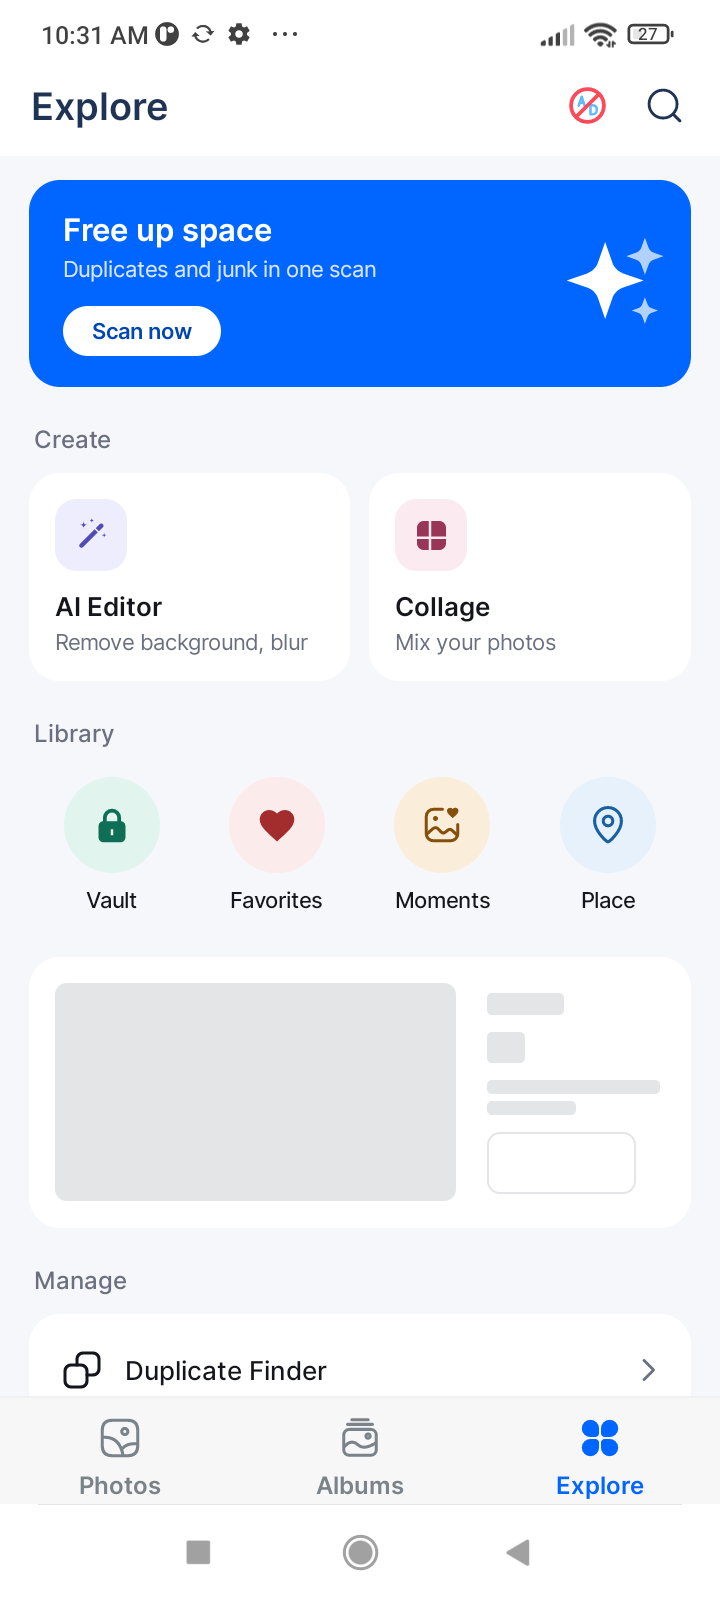 10:31 AM
27
Explore
AD
Free up space
Duplicates and junk in one scan
Scan now
Create
AI Editor
Remove background, blur
Collage
Mix your photos
Library
Vault
Favorites
Moments
Place
Manage
Duplicate Finder
Photos
Albums
Explore